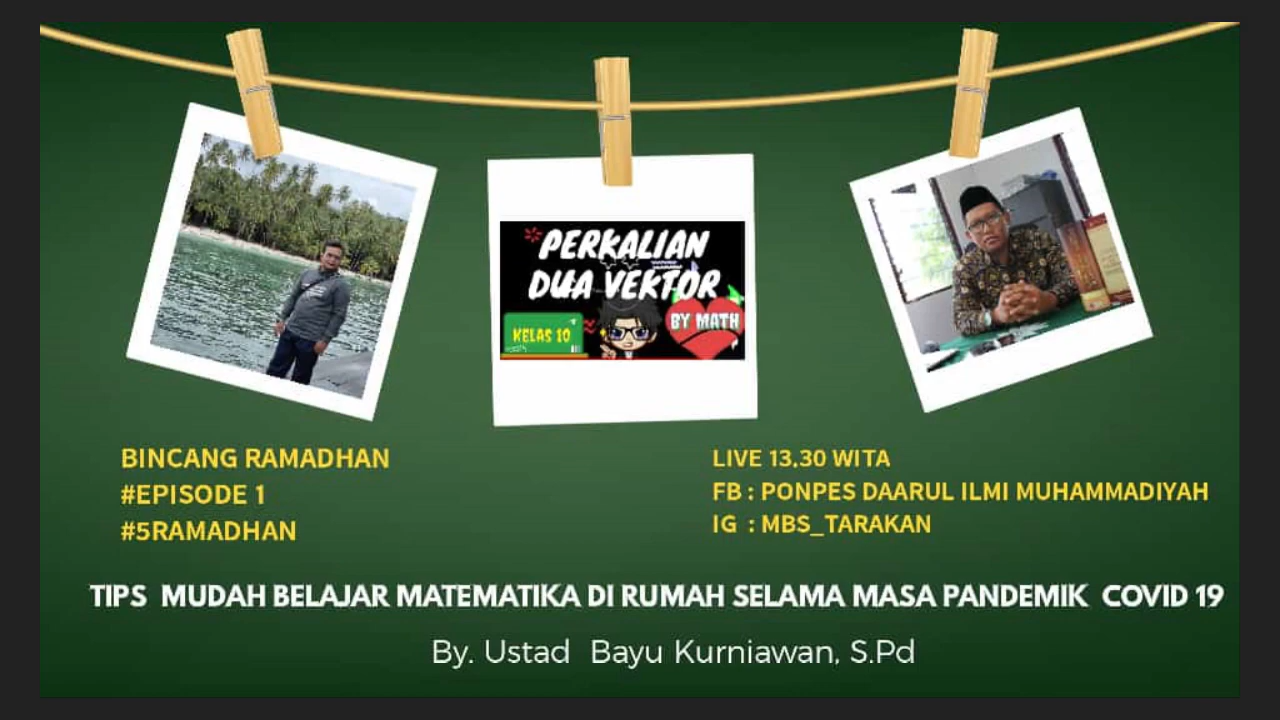 PERKALIAN
DUA VEKTOR
KELAS 10
BY MATH
BINCANG RAMADHAN
#EPISODE 1
#5RAMADHAN
LIVE 13.30 WITA
FB : PONPES DAARUL ILMI MUHAMMADIYAH
IG : MBS_TARAKAN
TIPS MUDAH BELAJAR MATEMATIKA DI RUMAH SELAMA MASA PANDEMIK COVID 19
By. Ustad Bayu Kurniawan, S.Pd